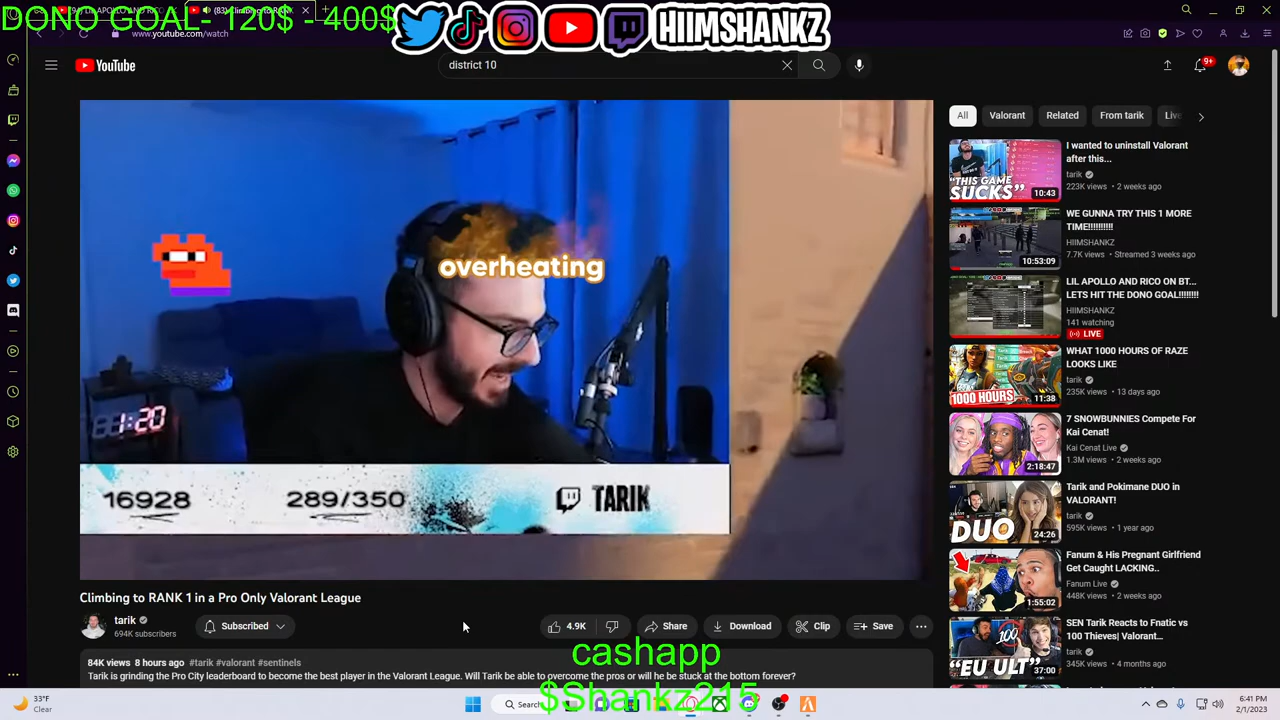 DONO GOAL- 120$ - 400$
HIIMSHANKZ
www.youtube.com/watch
YouTube
district 10
9+
overheating
1:20
16928
289/350
TARIK
Climbing to RANK 1 in a Pro Only Valorant League
tarik
694K subscribers
Subscribed
4.9K
Share
Download
Clip
Save
84K views 8 hours ago #tarik #valorant #sentinels
Tarik is grinding the Pro City leaderboard to become the 1st ranked player in the Valorant League. Will Tarik be able to overcome the pros or will he be stuck at the bottom forever?
cashapp
$Shankz215
All
Valorant
Related
From tarik
"THIS GAME SUCKS"
10:43
I wanted to uninstall Valorant after this...
tarik
223K views • 2 weeks ago
10:53:09
WE GUNNA TRY THIS 1 MORE TIME!!!!!!!!!!
HIIMSHANKZ
7.7K views • Streamed 3 weeks ago
LIL APOLLO AND RICO ON BT... LETS HIT THE DONO GOAL!!!!!!!!
HIIMSHANKZ
141 watching
LIVE
1000 HOURS
11:38
WHAT 1000 HOURS OF RAZE LOOKS LIKE
tarik
235K views • 13 days ago
2:18:47
7 SNOWBUNNIES Compete For Kai Cenat!
Kai Cenat Live
1.3M views • 2 weeks ago
DUO
24:26
Tarik and Pokimane DUO in VALORANT!
tarik
595K views • 1 year ago
1:55:02
Fanum & His Pregnant Girlfriend Get Caught LACKING..
Fanum Live
448K views • 2 weeks ago
100
"EU ULT"
37:00
SEN Tarik Reacts to Fnatic vs 100 Thieves| Valorant...
tarik
345K views • 4 months ago
33°F
Clear
Search
6:41 PM
2/1/2023